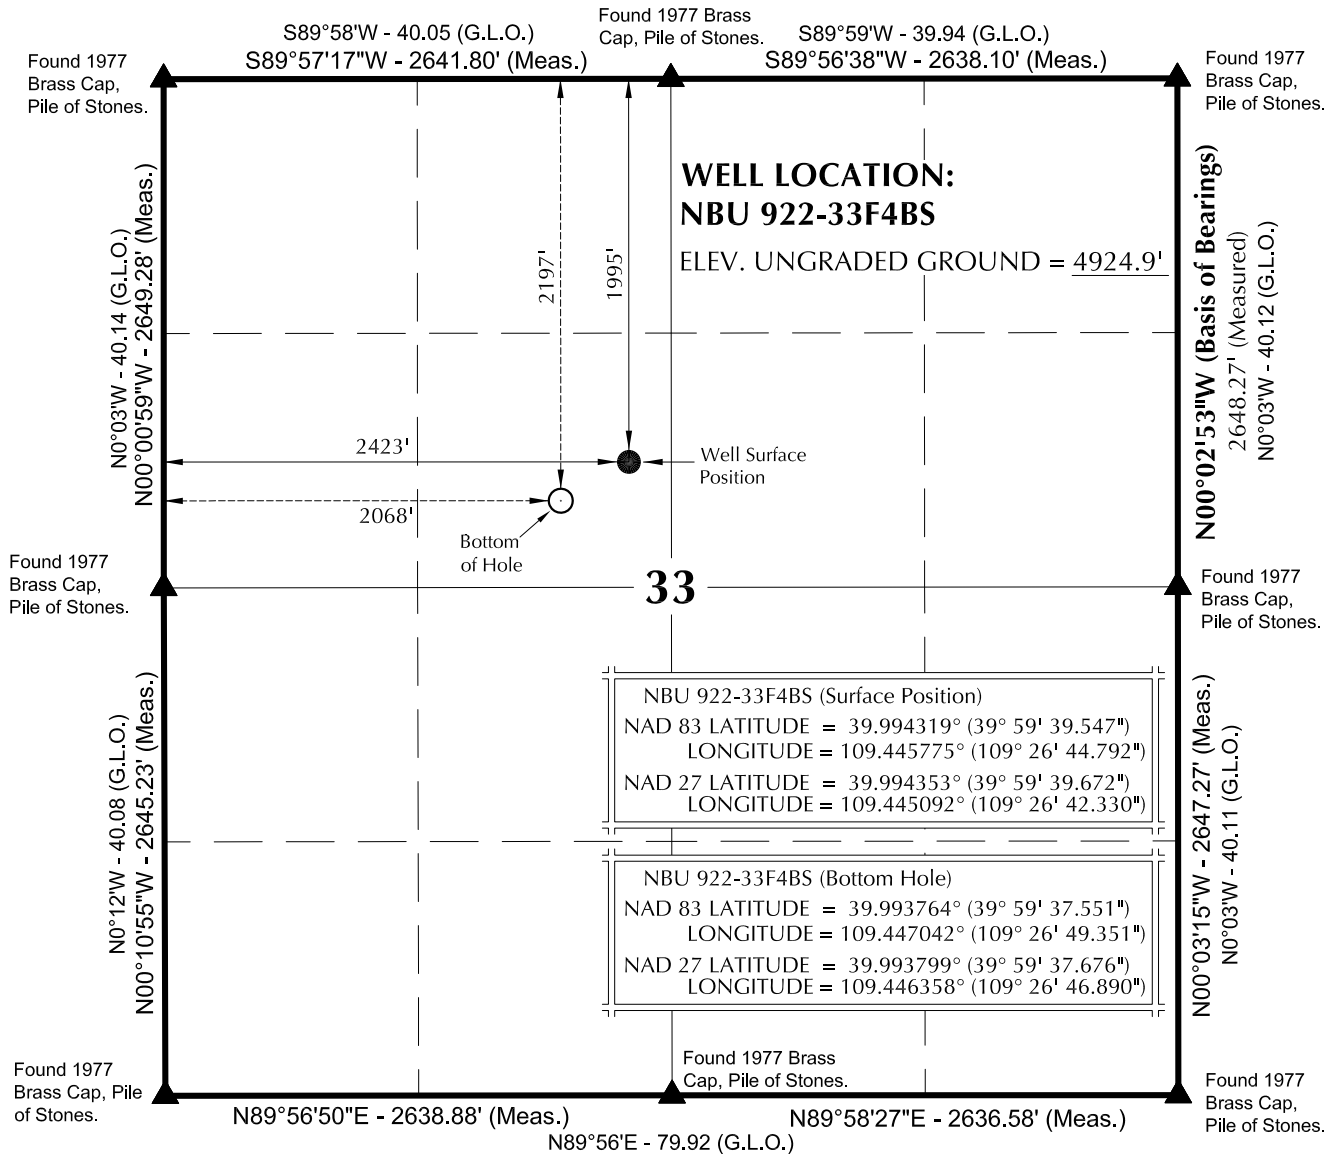 Found 1977 Brass
Cap, Pile of Stones.
S89°58'W - 40.05 (G.L.O.)
S89°57'17"W - 2641.80' (Meas.)
S89°59'W - 39.94 (G.L.O.)
S89°56'38"W - 2638.10' (Meas.)
Found 1977
Brass Cap,
Pile of Stones.
Found 1977
Brass Cap,
Pile of Stones.
WELL LOCATION:
NBU 922-33F4BS
ELEV. UNGRADED GROUND = 4924.9'
N0°03'W - 40.14 (G.L.O.)
N00°00'59"W - 2649.28' (Meas.)
2197'
1995'
N00°02'53"W (Basis of Bearings)
2648.27' (Measured)
N0°03'W - 40.12 (G.L.O.)
2423'
Well Surface
Position
2068'
Bottom
of Hole
Found 1977
Brass Cap,
Pile of Stones.
33
Found 1977
Brass Cap,
Pile of Stones.
N0°12'W - 40.08 (G.L.O.)
N00°10'55"W - 2645.23' (Meas.)
NBU 922-33F4BS (Surface Position)
NAD 83 LATITUDE = 39.994319° (39° 59' 39.547")
LONGITUDE = 109.445775° (109° 26' 44.792")
NAD 27 LATITUDE = 39.994353° (39° 59' 39.672")
LONGITUDE = 109.445092° (109° 26' 42.330")
NBU 922-33F4BS (Bottom Hole)
NAD 83 LATITUDE = 39.993764° (39° 59' 37.551")
LONGITUDE = 109.447042° (109° 26' 49.351")
NAD 27 LATITUDE = 39.993799° (39° 59' 37.676")
LONGITUDE = 109.446358° (109° 26' 46.890")
N00°03'15"W - 2647.27' (Meas.)
N0°03'W - 40.11 (G.L.O.)
Found 1977
Brass Cap, Pile
of Stones.
Found 1977 Brass
Cap, Pile of Stones.
Found 1977
Brass Cap,
Pile of Stones.
N89°56'50"E - 2638.88' (Meas.)
N89°58'27"E - 2636.58' (Meas.)
N89°56'E - 79.92 (G.L.O.)